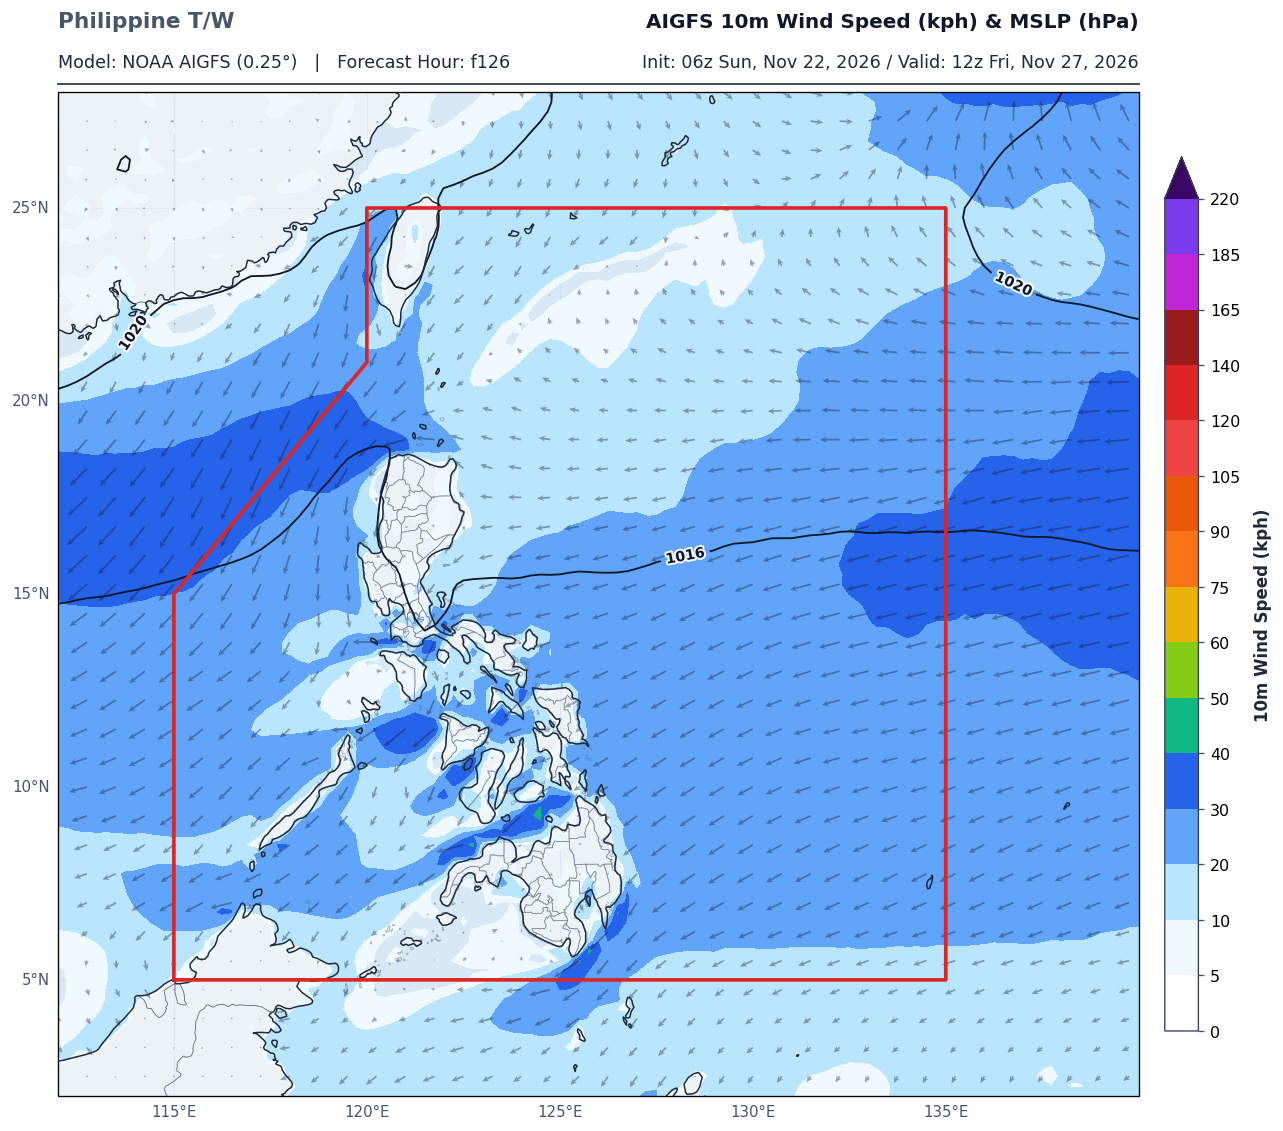 Philippine T/W
AIGFS 10m Wind Speed (kph) & MSLP (hPa)
Model: NOAA AIGFS (0.25°) | Forecast Hour: f126
Init: 06z Sun, Nov 22, 2026 / Valid: 12z Fri, Nov 27, 2026
25°N
20°N
15°N
10°N
5°N
1020
1020
1016
115°E
120°E
125°E
130°E
135°E
220
185
165
140
120
105
90
75
60
50
40
30
20
10
5
0
10m Wind Speed (kph)